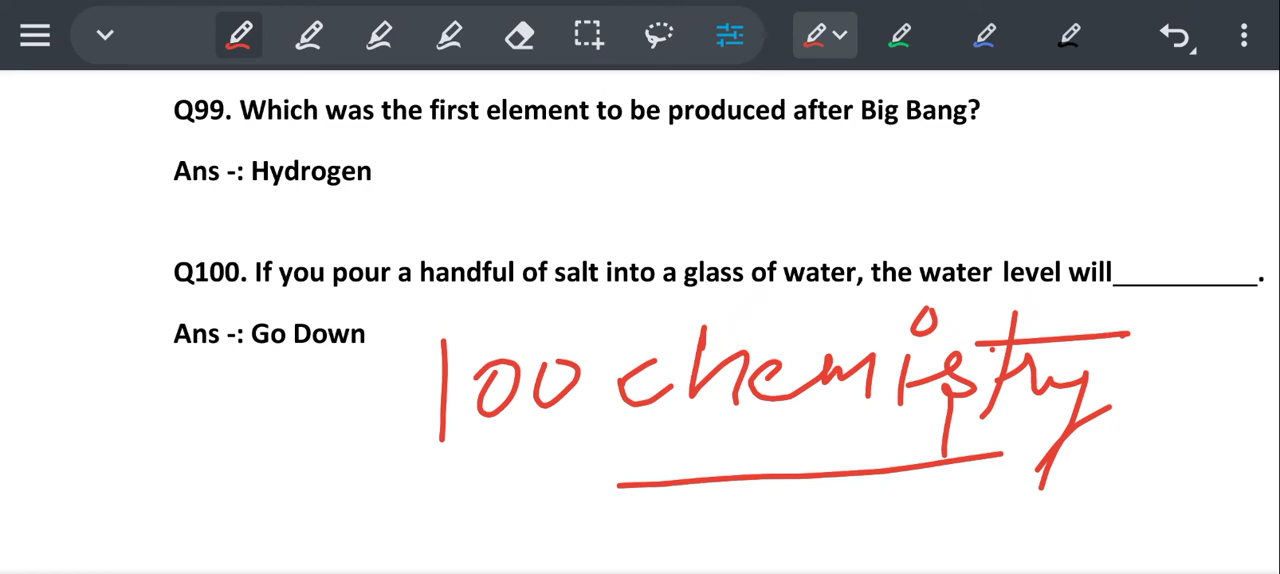 Q99. Which was the first element to be produced after Big Bang?
Ans -: Hydrogen
Q100. If you pour a handful of salt into a glass of water, the water level will__________.
Ans -: Go Down
100 chemistry